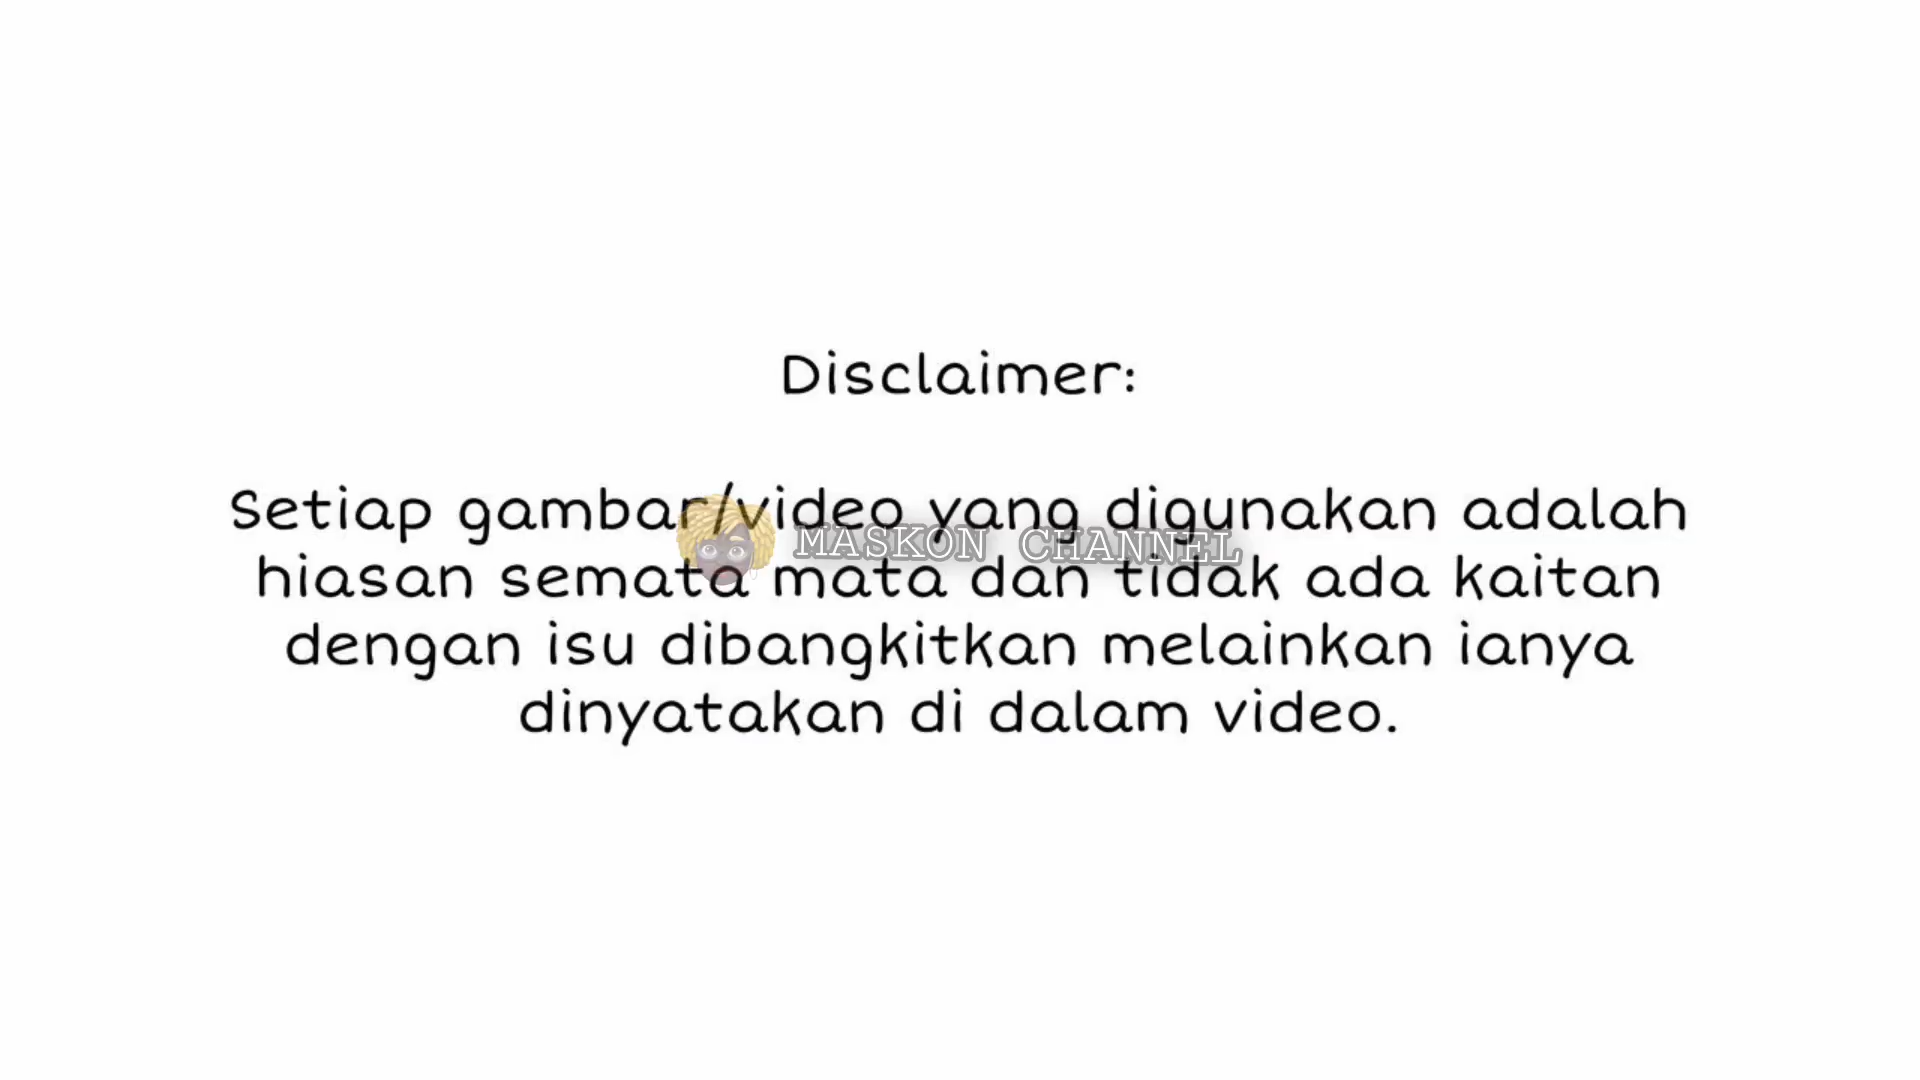 Disclaimer:
Setiap gambar/video yang digunakan adalah
MASKON CHANNEL
hiasan semata mata dan tidak ada kaitan
dengan isu dibangkitkan melainkan ianya
dinyatakan di dalam video.